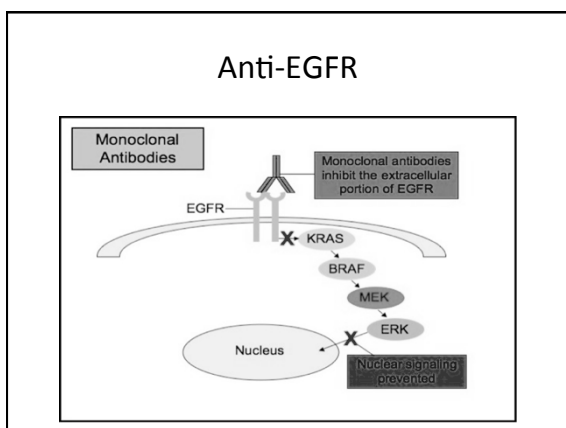 Anti-EGFR
Monoclonal
Antibodies
Monoclonal antibodies
inhibit the extracellular
portion of EGFR
EGFR
X
KRAS
BRAF
MEK
ERK
X
Nucleus
Nuclear signaling
prevented